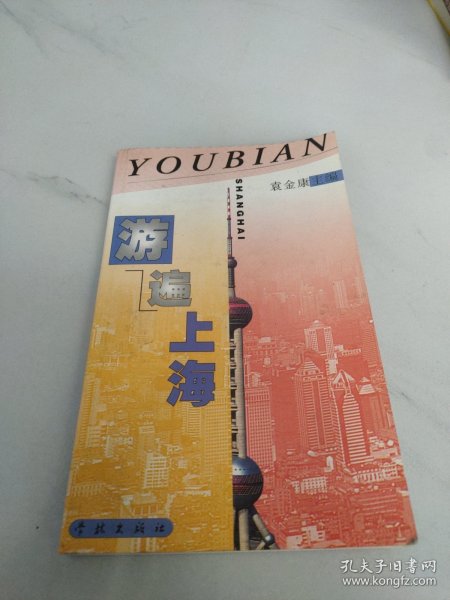 YOUBIAN
SHANGHAI
袁金康主编
游
遍
上
海
学林出版社
孔夫子旧书网
www.kongfz.com